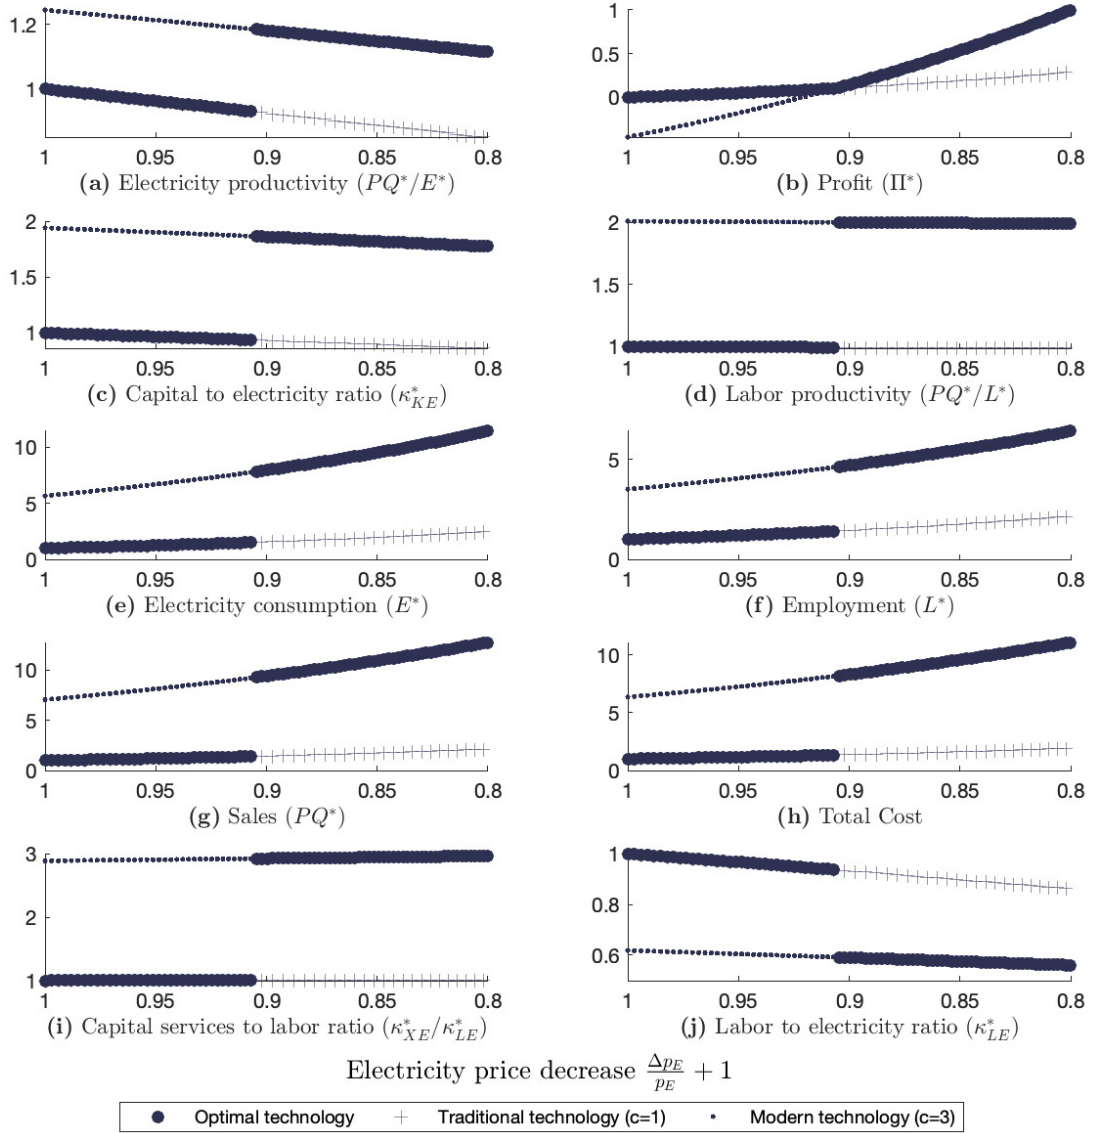 1.2
1
1 0.95 0.9 0.85 0.8
(a) Electricity productivity (PQ*/E*)
1
0.5
0
1 0.95 0.9 0.85 0.8
(b) Profit (Π*)
2
1.5
1
1 0.95 0.9 0.85 0.8
(c) Capital to electricity ratio (κ*KE)
2
1.5
1
1 0.95 0.9 0.85 0.8
(d) Labor productivity (PQ*/L*)
10
5
0
1 0.95 0.9 0.85 0.8
(e) Electricity consumption (E*)
5
0
1 0.95 0.9 0.85 0.8
(f) Employment (L*)
10
5
0
1 0.95 0.9 0.85 0.8
(g) Sales (PQ*)
10
5
0
1 0.95 0.9 0.85 0.8
(h) Total Cost
3
2
1
1 0.95 0.9 0.85 0.8
(i) Capital services to labor ratio (κ*XE/κ*LE)
1
0.8
0.6
1 0.95 0.9 0.85 0.8
(j) Labor to electricity ratio (κ*LE)
Electricity price decrease ΔpE/pE + 1
Optimal technology Traditional technology (c=1) Modern technology (c=3)